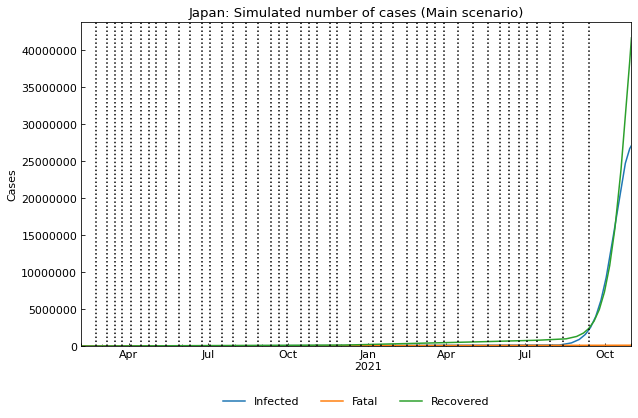 Japan: Simulated number of cases (Main scenario)
Cases
40000000
35000000
30000000
25000000
20000000
15000000
10000000
5000000
0
Apr Jul Oct Jan Apr Jul Oct
2021
Infected Fatal Recovered